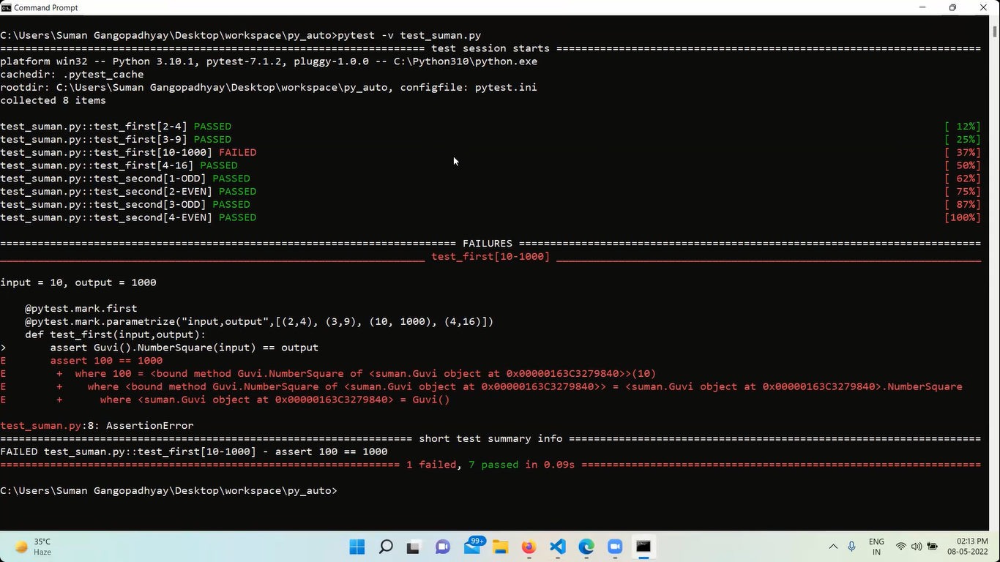 Command Prompt
C:\Users\Suman Gangopadhyay\Desktop\workspace\py_auto>pytest -v test_suman.py
==================================================================== test session starts ====================================================================
platform win32 -- Python 3.10.1, pytest-7.1.2, pluggy-1.0.0 -- C:\Python310\python.exe
cachedir: .pytest_cache
rootdir: C:\Users\Suman Gangopadhyay\Desktop\workspace\py_auto, configfile: pytest.ini
collected 8 items
test_suman.py::test_first[2-4] PASSED [ 12%]
test_suman.py::test_first[3-9] PASSED [ 25%]
test_suman.py::test_first[10-1000] FAILED [ 37%]
test_suman.py::test_first[4-16] PASSED [ 50%]
test_suman.py::test_second[1-ODD] PASSED [ 62%]
test_suman.py::test_second[2-EVEN] PASSED [ 75%]
test_suman.py::test_second[3-ODD] PASSED [ 87%]
test_suman.py::test_second[4-EVEN] PASSED [100%]
========================================================================= FAILURES ==========================================================================
____________________________________________________________________ test_first[10-1000] ____________________________________________________________________
input = 10, output = 1000
@pytest.mark.first
@pytest.mark.parametrize("input,output",[(2,4), (3,9), (10, 1000), (4,16)])
def test_first(input,output):
> assert Guvi().NumberSquare(input) == output
E assert 100 == 1000
E + where 100 = <bound method Guvi.NumberSquare of <suman.Guvi object at 0x00000163C3279840>>(10)
E + where <bound method Guvi.NumberSquare of <suman.Guvi object at 0x00000163C3279840>> = <suman.Guvi object at 0x00000163C3279840>.NumberSquare
E + where <suman.Guvi object at 0x00000163C3279840> = Guvi()
test_suman.py:8: AssertionError
================================================================== short test summary info ==================================================================
FAILED test_suman.py::test_first[10-1000] - assert 100 == 1000
================================================================ 1 failed, 7 passed in 0.09s ================================================================
C:\Users\Suman Gangopadhyay\Desktop\workspace\py_auto>
35°C
Haze
99+
ENG
IN
02:13 PM
08-05-2022